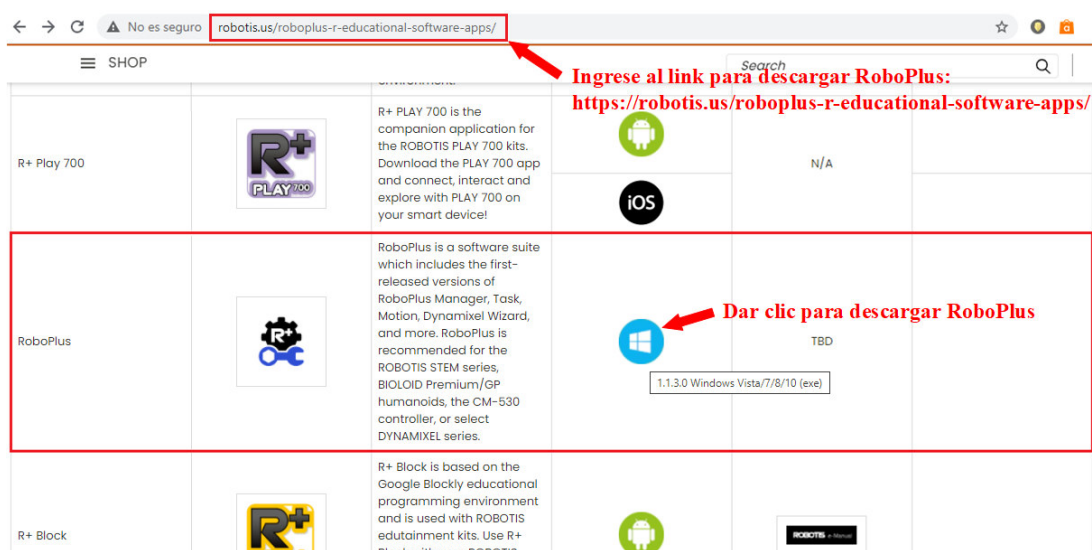 No es seguro
robotis.us/roboplus-r-educational-software-apps/
SHOP
Search
Ingrese al link para descargar RoboPlus:
https://robotis.us/roboplus-r-educational-software-apps/
R+ Play 700
R+
PLAY 700
R+ PLAY 700 is the
companion application for
the ROBOTIS PLAY 700 kits.
Download the PLAY 700 app
and connect, interact and
explore with PLAY 700 on
your smart device!
iOS
N/A
RoboPlus
R+
RoboPlus is a software suite
which includes the first-
released versions of
RoboPlus Manager, Task,
Motion, Dynamixel Wizard,
and more. RoboPlus is
recommended for the
ROBOTIS STEM series,
BIOLOID Premium/GP
humanoids, the CM-530
controller, or select
DYNAMIXEL series.
Dar clic para descargar RoboPlus
TBD
1.1.3.0 Windows Vista/7/8/10 (exe)
R+ Block
R+
R+ Block is based on the
Google Blockly educational
programming environment
and is used with ROBOTIS
edutainment kits. Use R+
ROBOTIS e-Manual